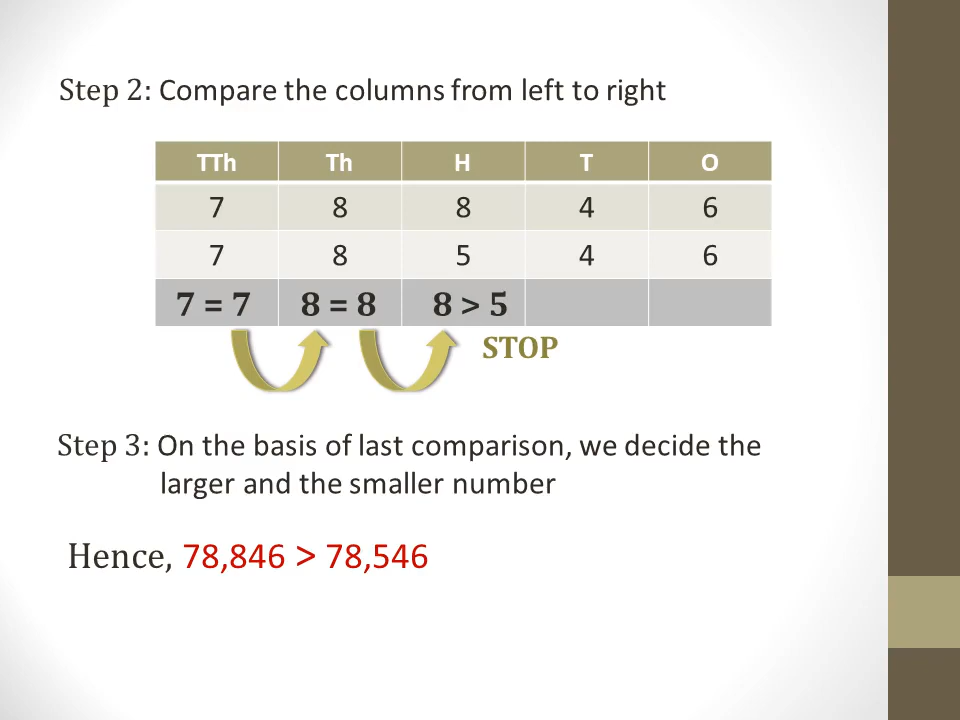 Step 2: Compare the columns from left to right
TTh Th H T O
7 8 8 4 6
7 8 5 4 6
7 = 7 8 = 8 8 > 5
STOP
Step 3: On the basis of last comparison, we decide the
larger and the smaller number
Hence, 78,846 > 78,546